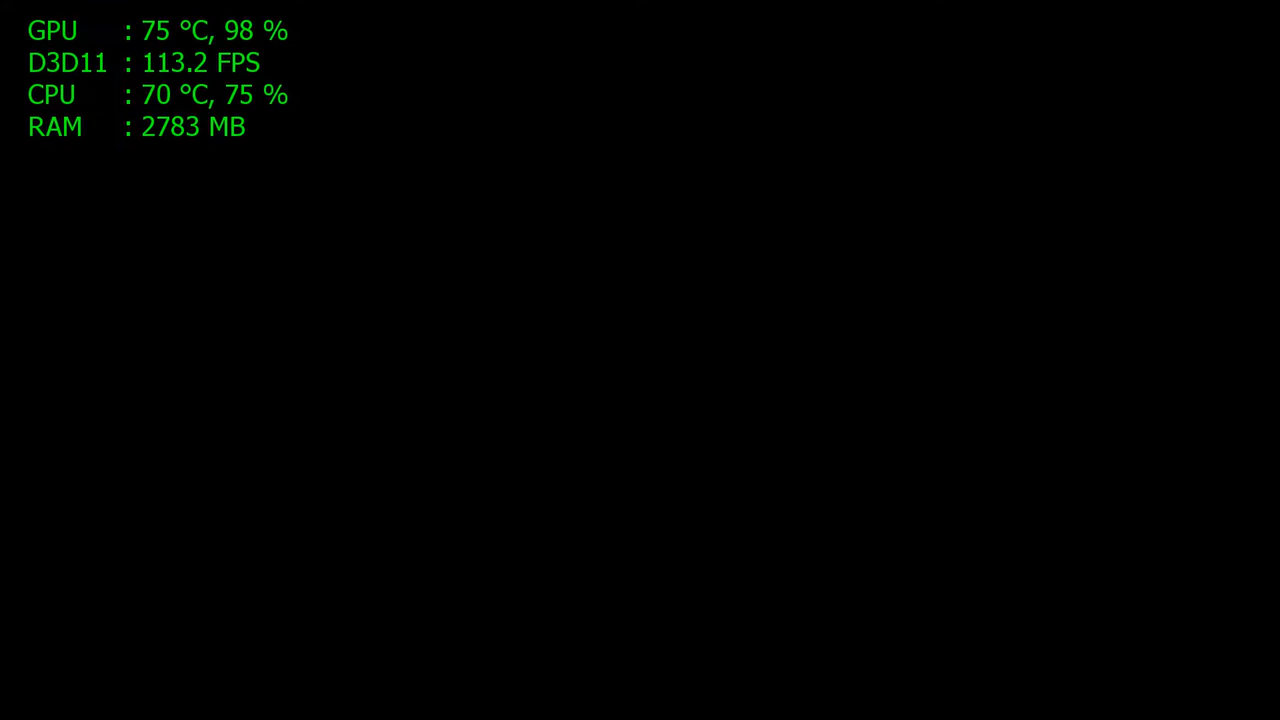 GPU : 75 °C, 98 %
D3D11 : 113.2 FPS
CPU : 70 °C, 75 %
RAM : 2783 MB